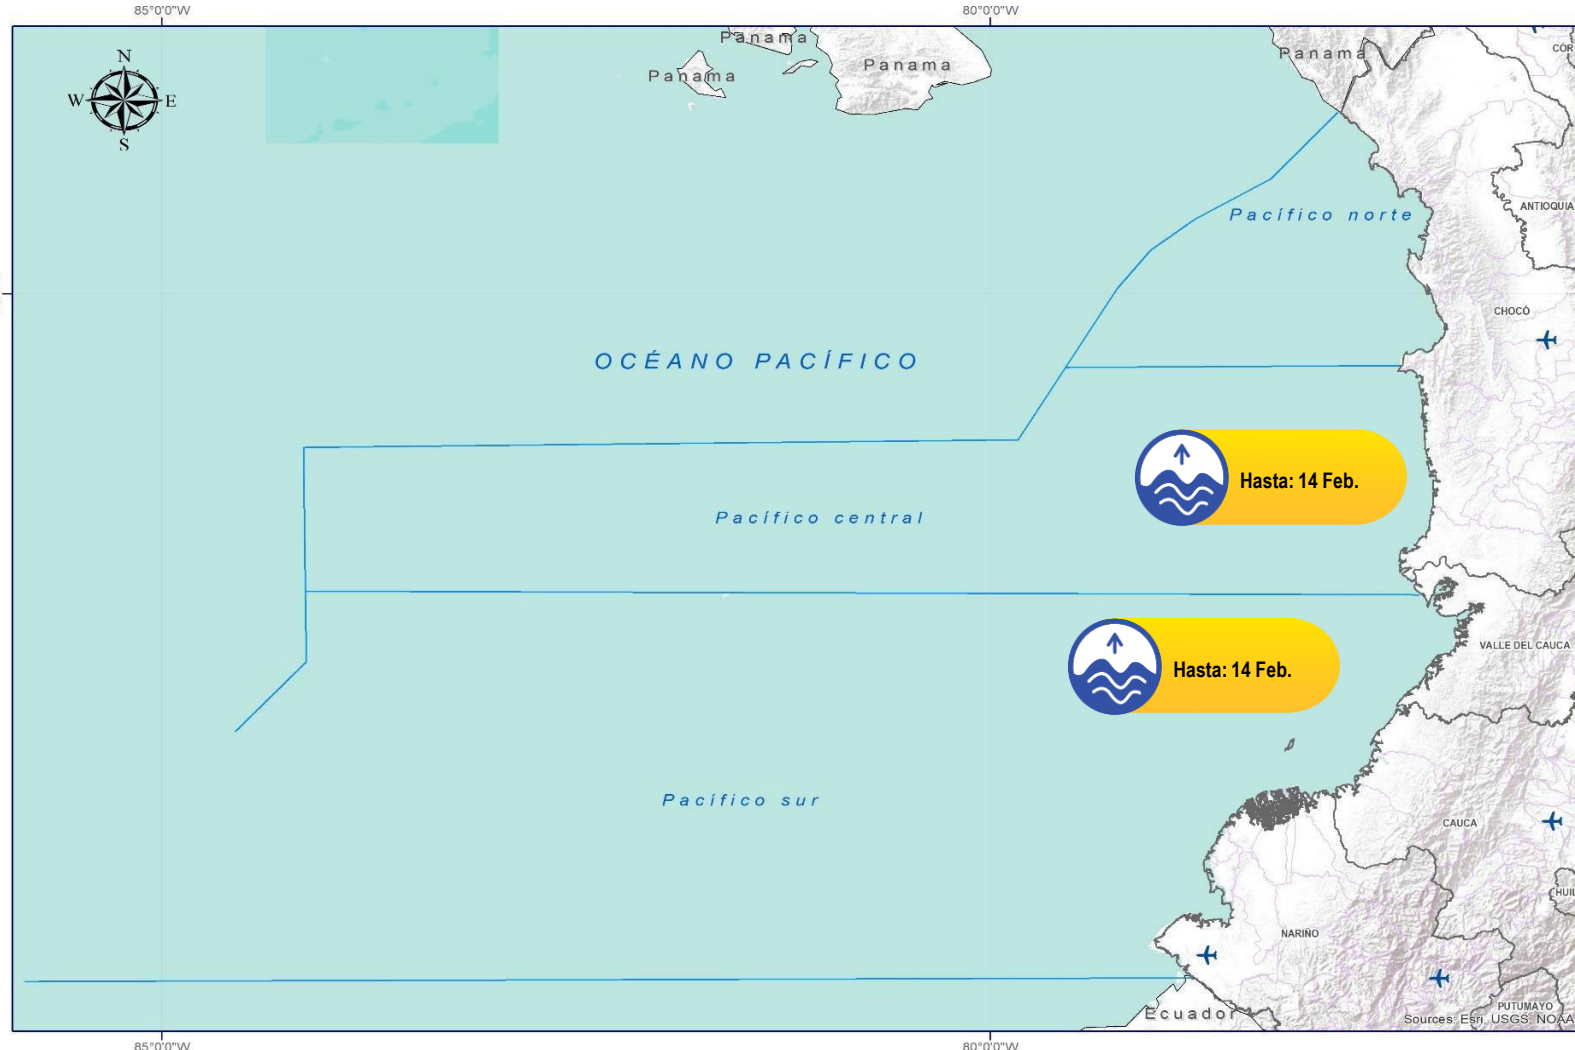 85°0'0"W
80°0'0"W
N
W
E
S
Panama
Panama
Panama
Panama
CÓR
ANTIOQUIA
Pacífico norte
CHOCÓ
OCÉANO PACÍFICO
Hasta: 14 Feb.
Pacífico central
VALLE DEL CAUCA
Hasta: 14 Feb.
Pacífico sur
CAUCA
HUIL
NARIÑO
PUTUMAYO
Ecuador
Sources: Esri, USGS, NOAA
85°0'0"W
80°0'0"W